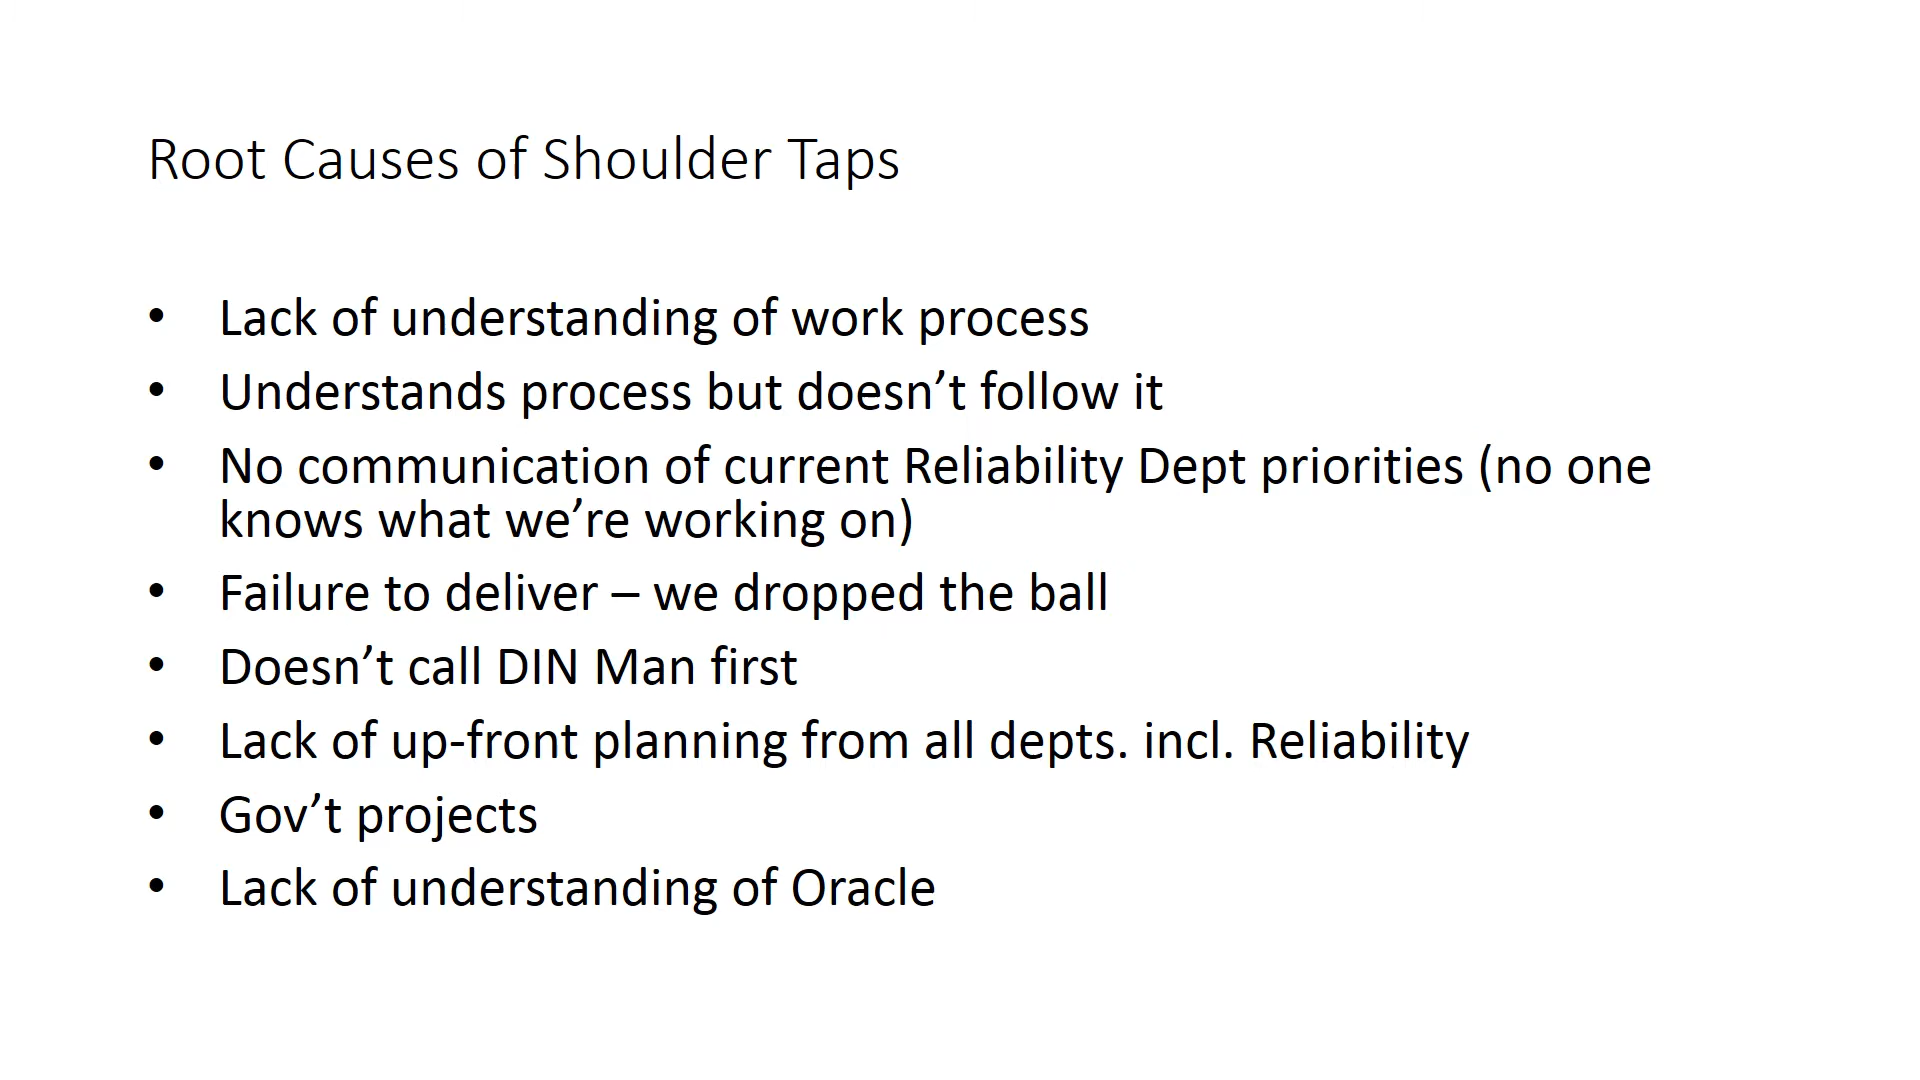 Root Causes of Shoulder Taps
• Lack of understanding of work process
• Understands process but doesn’t follow it
• No communication of current Reliability Dept priorities (no one
knows what we’re working on)
• Failure to deliver – we dropped the ball
• Doesn’t call DIN Man first
• Lack of up-front planning from all depts. incl. Reliability
• Gov’t projects
• Lack of understanding of Oracle